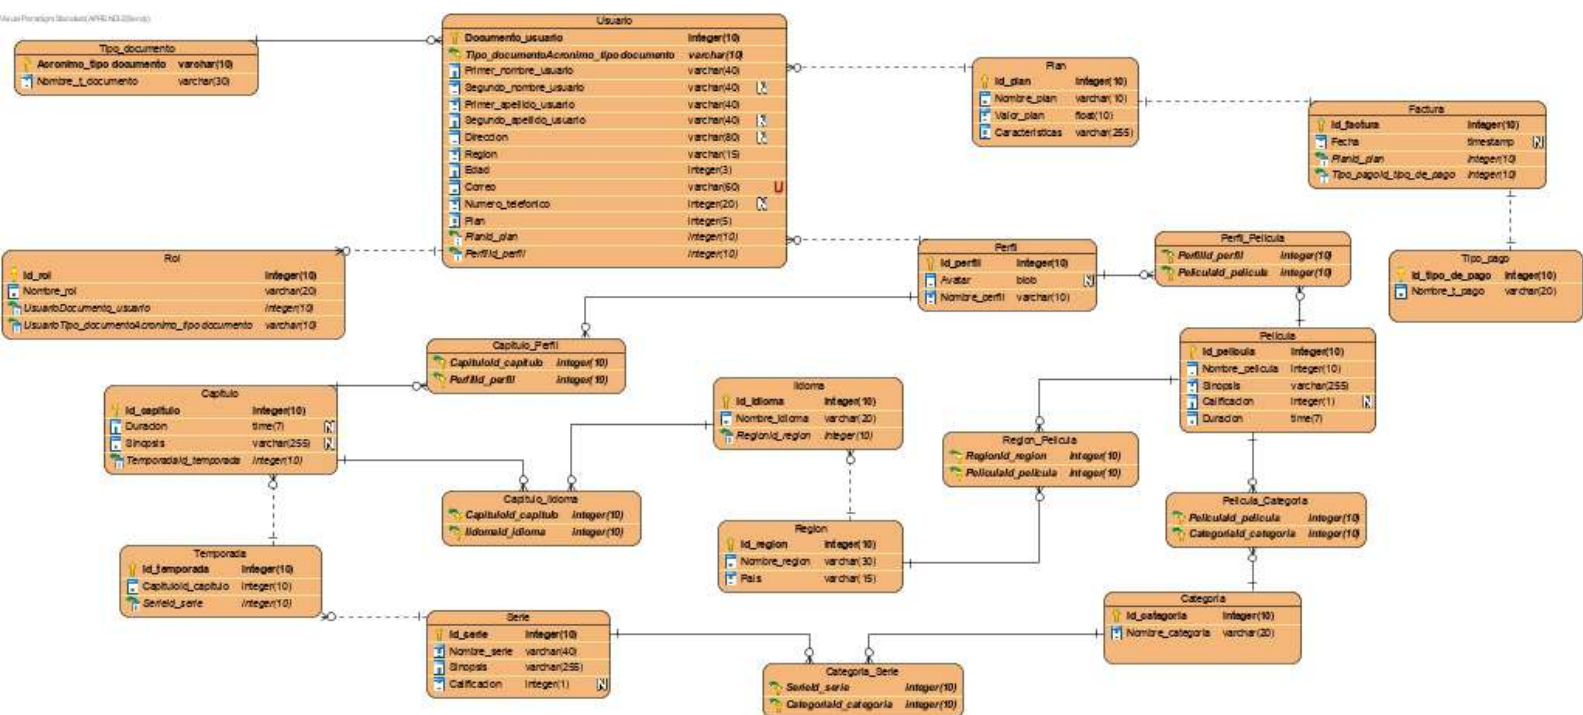 Visual Paradigm Standard(APRENDIZ(Sena))
Tipo_documento
Acronimo_tipo documento varchar(10)
Nombre_t_documento varchar(30)
Usuario
Documento_usuario integer(10)
Tipo_documentoAcronimo_tipo documento varchar(10)
Primer_nombre_usuario varchar(40)
Segundo_nombre_usuario varchar(40) N
Primer_apellido_usuario varchar(40)
Segundo_apellido_usuario varchar(40) N
Direccion varchar(80) N
Region varchar(15)
Edad integer(3)
Correo varchar(60) U
Numero_telefonico integer(20) N
Plan integer(5)
Planid_plan integer(10)
Perfilid_perfil integer(10)
Plan
Id_plan integer(10)
Nombre_plan varchar(10)
Valor_plan float(10)
Caracteristicas varchar(255)
Factura
Id_factura integer(10)
Fecha timestamp N
Planid_plan integer(10)
Tipo_pagoId_tipo_de_pago integer(10)
Rol
Id_rol integer(10)
Nombre_rol varchar(20)
UsuarioDocumento_usuario integer(10)
UsuarioTipo_documentoAcronimo_tipo documento varchar(10)
Perfil
Id_perfil integer(10)
Avatar blob N
Nombre_perfil varchar(10)
Perfil_Pelicula
Perfilid_perfil integer(10)
Peliculaid_pelicula integer(10)
Tipo_pago
Id_tipo_de_pago integer(10)
Nombre_t_pago varchar(20)
Capitulo_Perfil
Capituloid_capitulo integer(10)
Perfilid_perfil integer(10)
Pelicula
Id_pelicula integer(10)
Nombre_pelicula integer(10)
Sinopsis varchar(255)
Calificacion integer(1) N
Duracion time(7)
Capitulo
Id_capitulo integer(10)
Duracion time(7) N
Sinopsis varchar(255) N
Temporadaid_temporada integer(10)
Iidioma
Id_idioma integer(10)
Nombre_idioma varchar(20)
Regionid_region integer(10)
Region_Pelicula
Regionid_region integer(10)
Peliculaid_pelicula integer(10)
Capitulo_Iidioma
Capituloid_capitulo integer(10)
Iidiomaid_idioma integer(10)
Pelicula_Categoria
Peliculaid_pelicula integer(10)
Categoriaid_categoria integer(10)
Region
Id_region integer(10)
Nombre_region varchar(30)
Pais varchar(15)
Temporada
Id_temporada integer(10)
Capituloid_capitulo integer(10)
Serieid_serie integer(10)
Serie
Id_serie integer(10)
Nombre_serie varchar(40)
Sinopsis varchar(255)
Calificacion integer(1) N
Categoria
Id_categoria integer(10)
Nombre_categoria varchar(20)
Categoria_Serie
Serieid_serie integer(10)
Categoriaid_categoria integer(10)